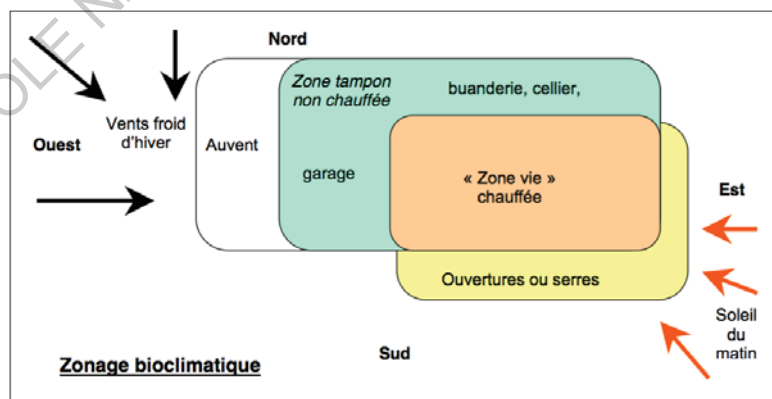 OLE N
Nord
Zone tampon
non chauffée
buanderie, cellier,
Vents froid
d'hiver
Ouest
Auvent
garage
« Zone vie »
chauffée
Est
Ouvertures ou serres
Soleil
du
matin
Sud
Zonage bioclimatique